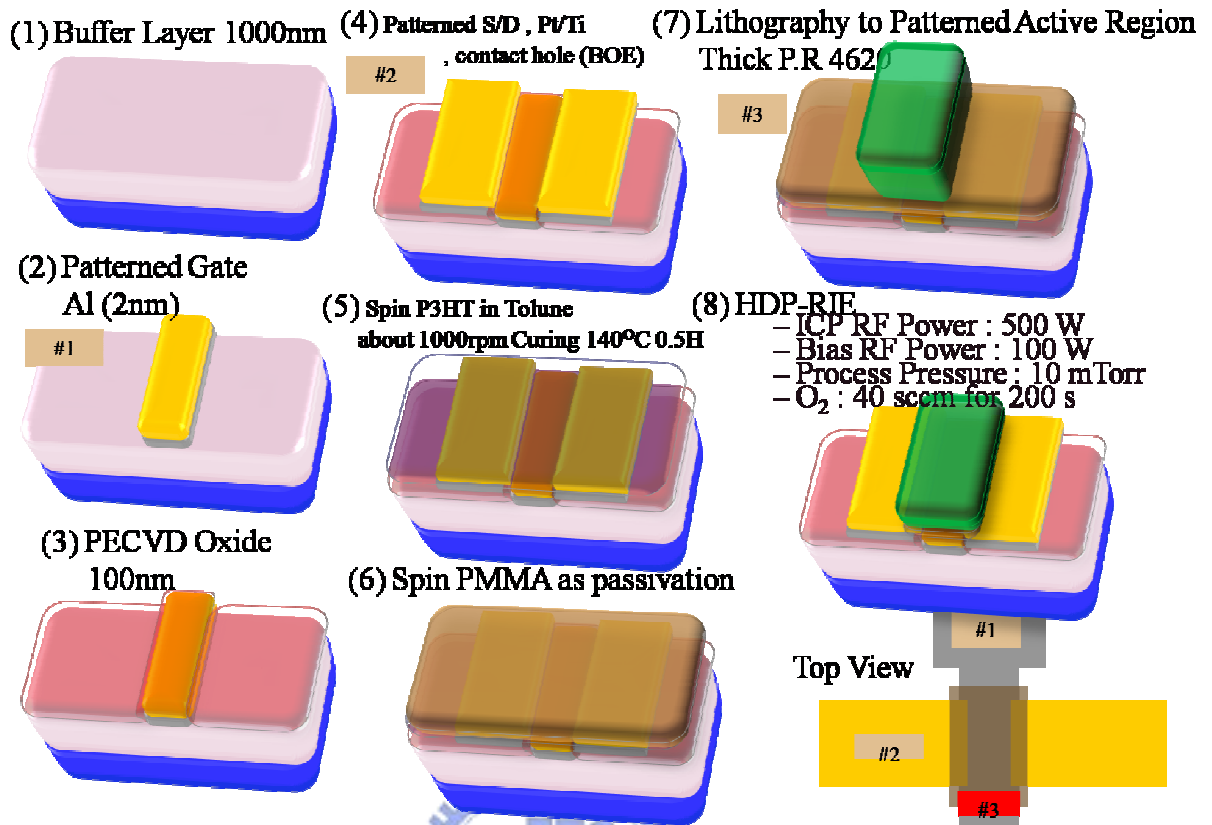 (1) Buffer Layer 1000nm
(2) Patterned Gate
Al (2nm)
#1
(3) PECVD Oxide
100nm
(4) Patterned S/D , Pt/Ti
, contact hole (BOE)
#2
(5) Spin P3HT in Tolune
about 1000rpm Curing 140°C 0.5H
(6) Spin PMMA as passivation
(7) Lithography to Patterned Active Region
Thick P.R 4620
#3
(8) HDP-RIE
– ICP RF Power : 500 W
– Bias RF Power : 100 W
– Process Pressure : 10 mTorr
– O₂ : 40 sccm for 200 s
Top View
#1
#2
#3